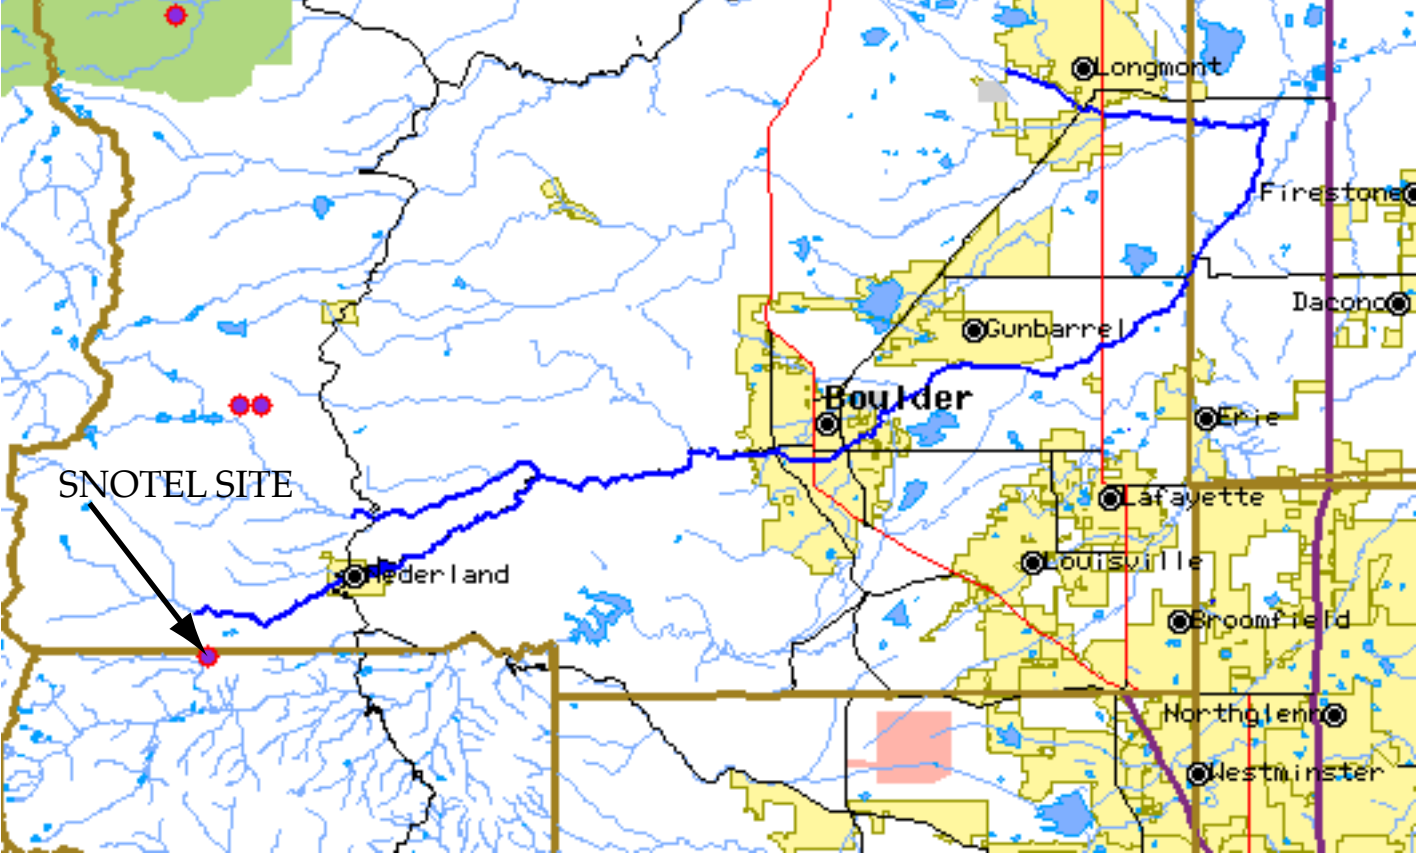 Longmont
Firestone
Dacono
Gunbarrel
Boulder
Erie
SNOTEL SITE
Lafayette
Louisville
Nederland
Broomfield
Northglenn
Westminster